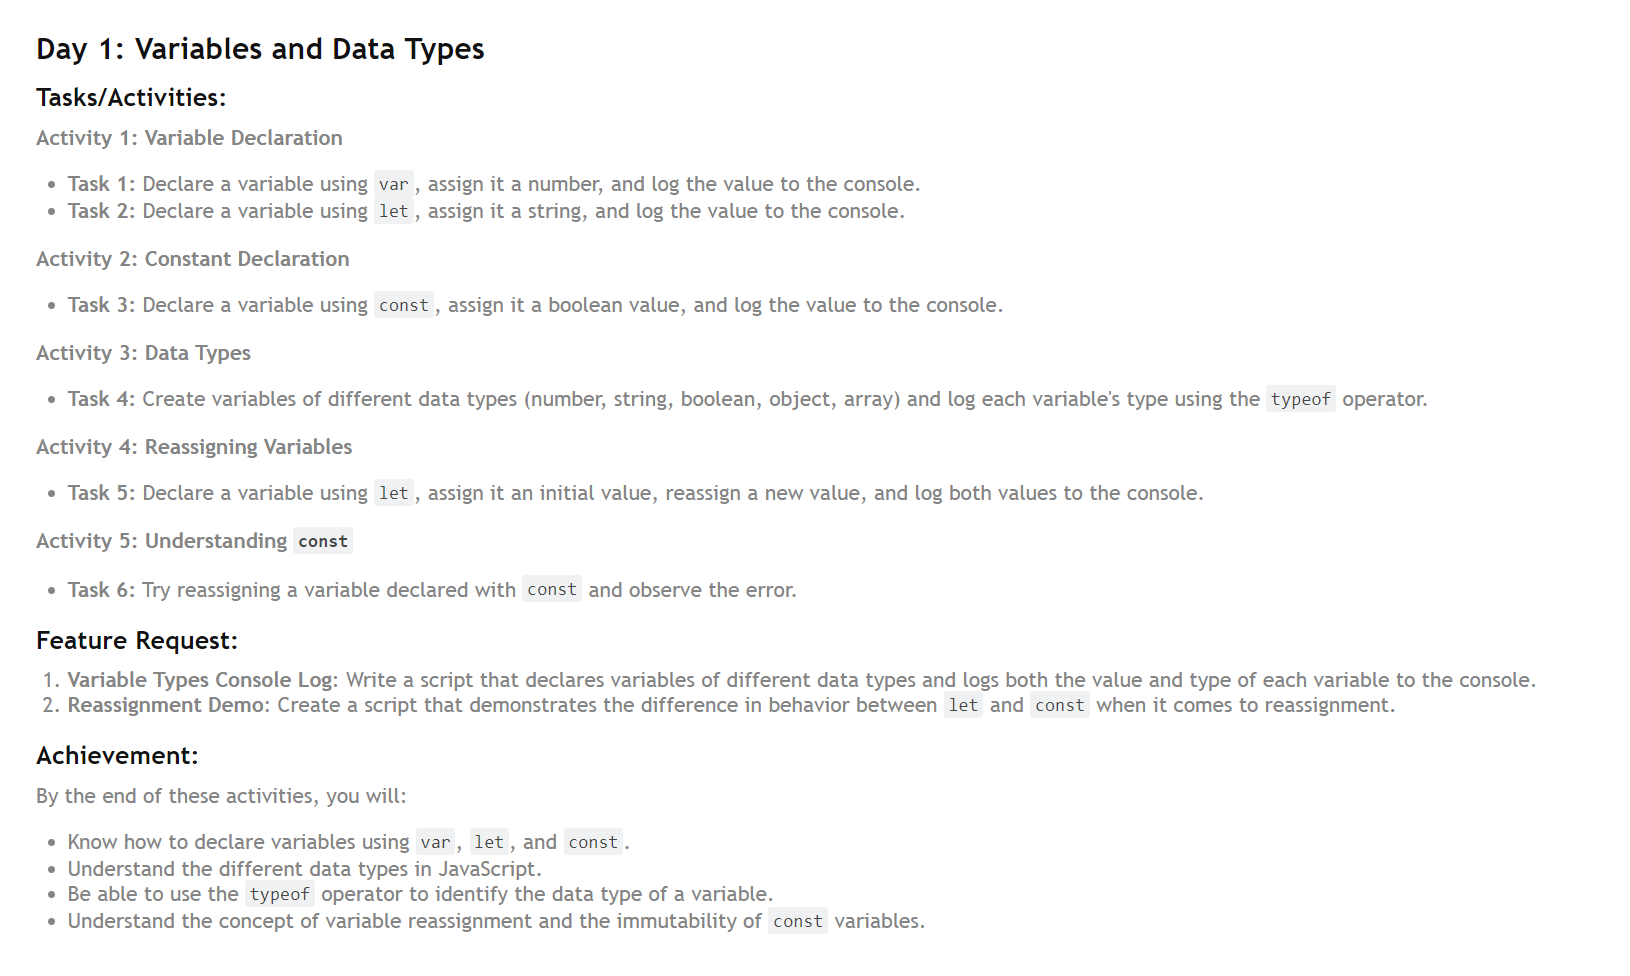 Day 1: Variables and Data Types
Tasks/Activities:
Activity 1: Variable Declaration
• Task 1: Declare a variable using var, assign it a number, and log the value to the console.
• Task 2: Declare a variable using let, assign it a string, and log the value to the console.
Activity 2: Constant Declaration
• Task 3: Declare a variable using const, assign it a boolean value, and log the value to the console.
Activity 3: Data Types
• Task 4: Create variables of different data types (number, string, boolean, object, array) and log each variable's type using the typeof operator.
Activity 4: Reassigning Variables
• Task 5: Declare a variable using let, assign it an initial value, reassign a new value, and log both values to the console.
Activity 5: Understanding const
• Task 6: Try reassigning a variable declared with const and observe the error.
Feature Request:
1. Variable Types Console Log: Write a script that declares variables of different data types and logs both the value and type of each variable to the console.
2. Reassignment Demo: Create a script that demonstrates the difference in behavior between let and const when it comes to reassignment.
Achievement:
By the end of these activities, you will:
• Know how to declare variables using var, let, and const.
• Understand the different data types in JavaScript.
• Be able to use the typeof operator to identify the data type of a variable.
• Understand the concept of variable reassignment and the immutability of const variables.